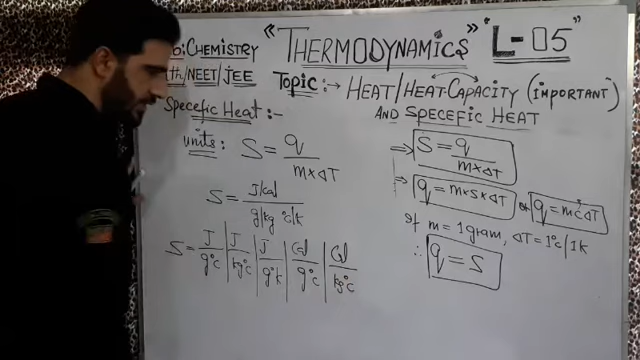 : CHEMISTRY "THERMODYNAMICS" "L-05"
th/NEET/JEE Topic:→ HEAT/HEAT-CAPACITY (IMPORTANT)
AND SPECEFIC HEAT
Specefic Heat:-
units: S = q / m×ΔT
S = J/cal / g/kg °c/k
S = J/g°c | J/kg°c | J/g°k | Cal/g°c | Cal/kg°c
⇒ S = q / m×ΔT
⇒ q = m×s×ΔT or q = mcΔT
If m = 1gram, ΔT = 1°c/1k
∴ q = S